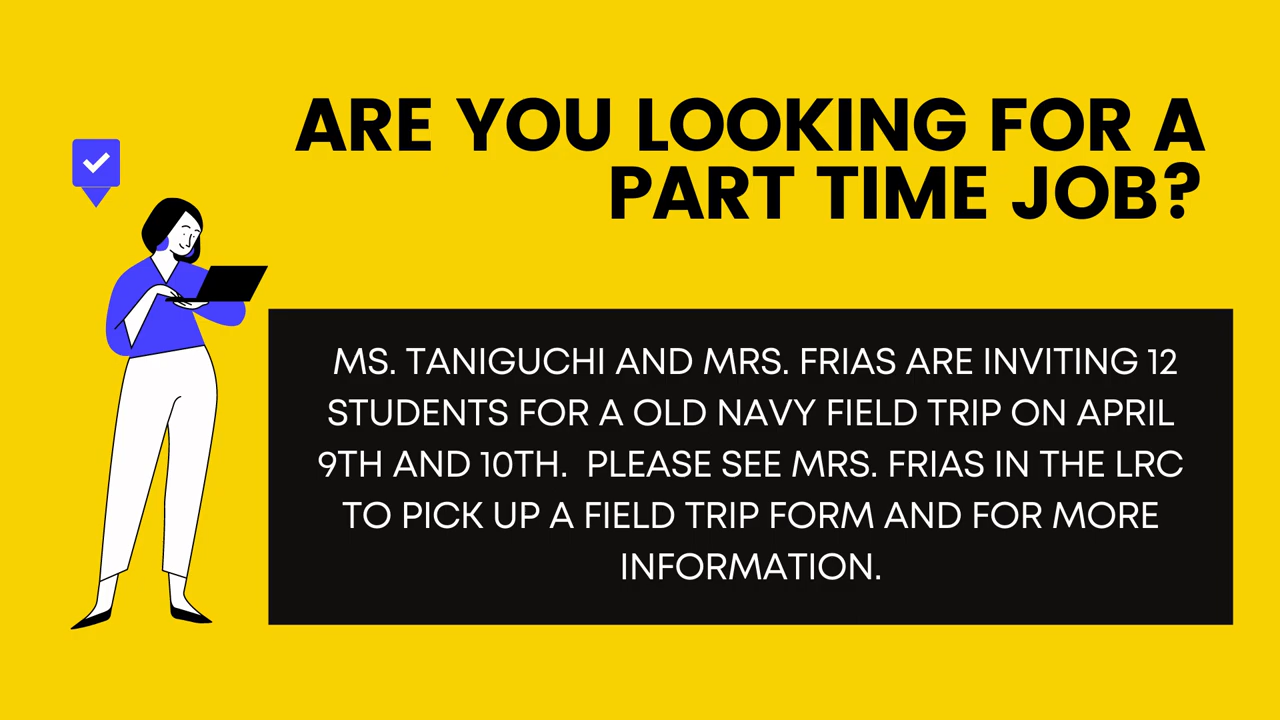 ARE YOU LOOKING FOR A
PART TIME JOB?
MS. TANIGUCHI AND MRS. FRIAS ARE INVITING 12
STUDENTS FOR A OLD NAVY FIELD TRIP ON APRIL
9TH AND 10TH.  PLEASE SEE MRS. FRIAS IN THE LRC
TO PICK UP A FIELD TRIP FORM AND FOR MORE
INFORMATION.